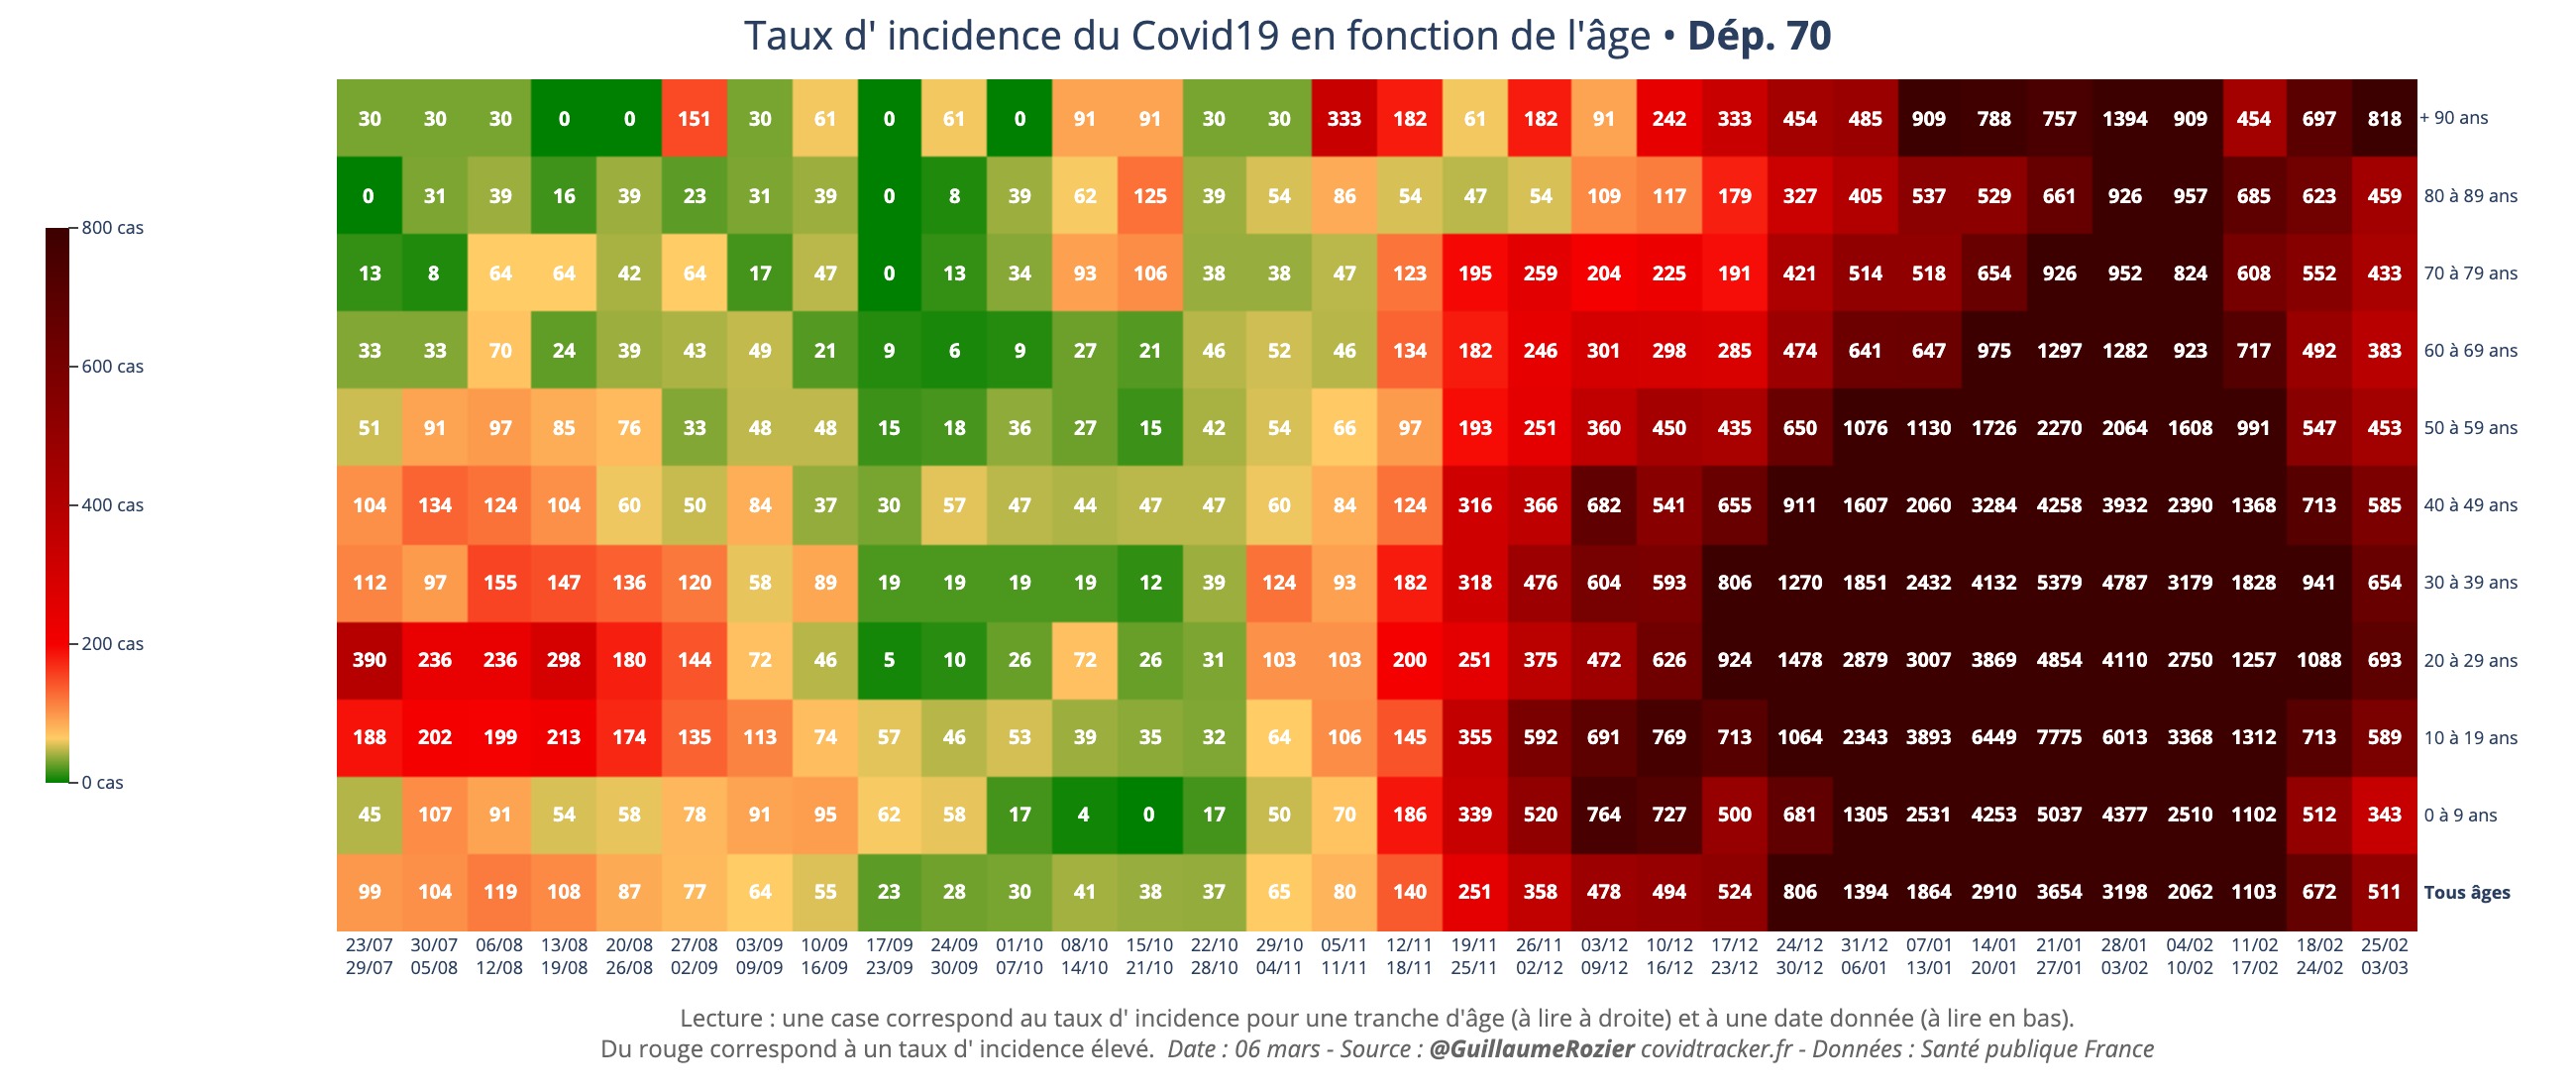 Taux d' incidence du Covid19 en fonction de l'âge • Dép. 70
800 cas
600 cas
400 cas
200 cas
0 cas
30 30 30 0 0 151 30 61 0 61 0 91 91 30 30 333 182 61 182 91 242 333 454 485 909 788 757 1394 909 454 697 818 + 90 ans
0 31 39 16 39 23 31 39 0 8 39 62 125 39 54 86 54 47 54 109 117 179 327 405 537 529 661 926 957 685 623 459 80 à 89 ans
13 8 64 64 42 64 17 47 0 13 34 93 106 38 38 47 123 195 259 204 225 191 421 514 518 654 926 952 824 608 552 433 70 à 79 ans
33 33 70 24 39 43 49 21 9 6 9 27 21 46 52 46 134 182 246 301 298 285 474 641 647 975 1297 1282 923 717 492 383 60 à 69 ans
51 91 97 85 76 33 48 48 15 18 36 27 15 42 54 66 97 193 251 360 450 435 650 1076 1130 1726 2270 2064 1608 991 547 453 50 à 59 ans
104 134 124 104 60 50 84 37 30 57 47 44 47 47 60 84 124 316 366 682 541 655 911 1607 2060 3284 4258 3932 2390 1368 713 585 40 à 49 ans
112 97 155 147 136 120 58 89 19 19 19 19 12 39 124 93 182 318 476 604 593 806 1270 1851 2432 4132 5379 4787 3179 1828 941 654 30 à 39 ans
390 236 236 298 180 144 72 46 5 10 26 72 26 31 103 103 200 251 375 472 626 924 1478 2879 3007 3869 4854 4110 2750 1257 1088 693 20 à 29 ans
188 202 199 213 174 135 113 74 57 46 53 39 35 32 64 106 145 355 592 691 769 713 1064 2343 3893 6449 7775 6013 3368 1312 713 589 10 à 19 ans
45 107 91 54 58 78 91 95 62 58 17 4 0 17 50 70 186 339 520 764 727 500 681 1305 2531 4253 5037 4377 2510 1102 512 343 0 à 9 ans
99 104 119 108 87 77 64 55 23 28 30 41 38 37 65 80 140 251 358 478 494 524 806 1394 1864 2910 3654 3198 2062 1103 672 511 Tous âges
23/07 30/07 06/08 13/08 20/08 27/08 03/09 10/09 17/09 24/09 01/10 08/10 15/10 22/10 29/10 05/11 12/11 19/11 26/11 03/12 10/12 17/12 24/12 31/12 07/01 14/01 21/01 28/01 04/02 11/02 18/02 25/02
29/07 05/08 12/08 19/08 26/08 02/09 09/09 16/09 23/09 30/09 07/10 14/10 21/10 28/10 04/11 11/11 18/11 25/11 02/12 09/12 16/12 23/12 30/12 06/01 13/01 20/01 27/01 03/02 10/02 17/02 24/02 03/03
Lecture : une case correspond au taux d' incidence pour une tranche d'âge (à lire à droite) et à une date donnée (à lire en bas).
Du rouge correspond à un taux d' incidence élevé. Date : 06 mars - Source : @GuillaumeRozier covidtracker.fr - Données : Santé publique France